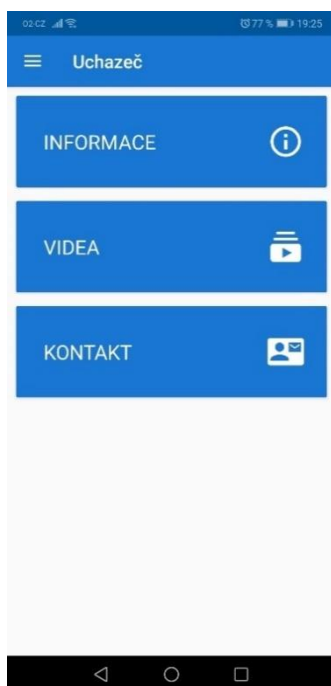 O2 CZ 77 % 19:25
Uchazeč
INFORMACE
VIDEA
KONTAKT